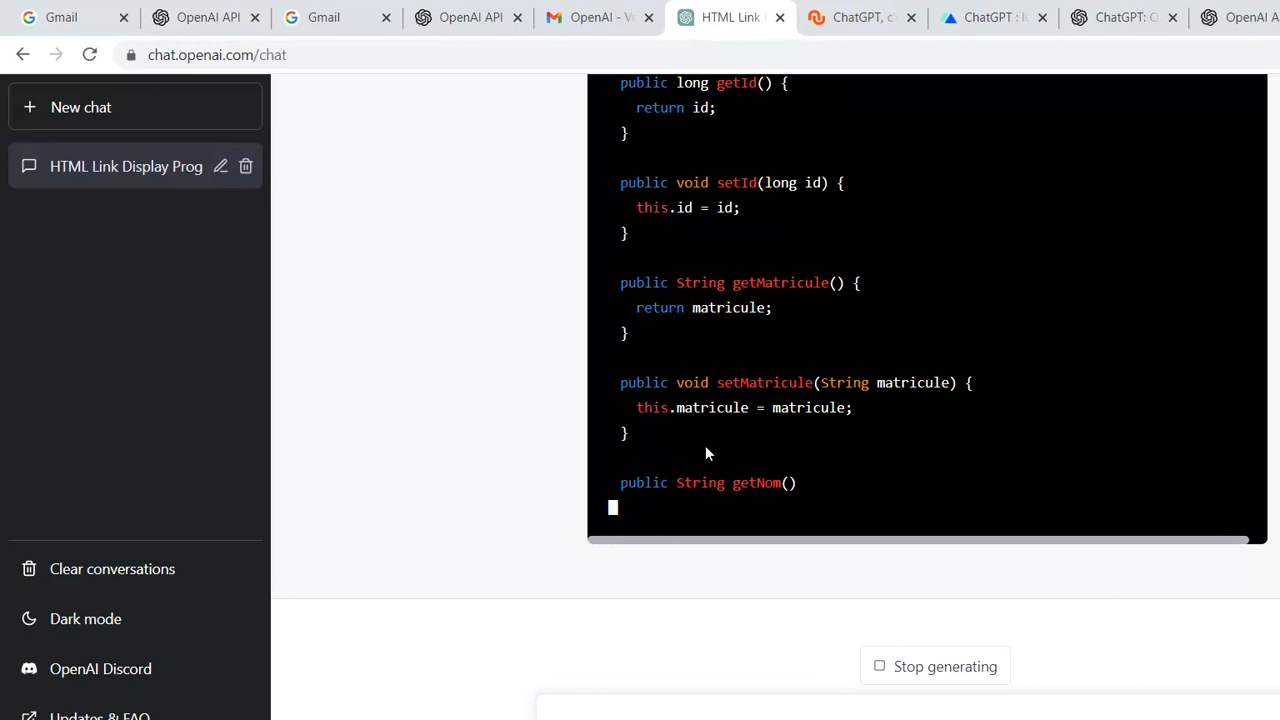 Gmail
OpenAI API
Gmail
OpenAI API
OpenAI - Ve
HTML Link
ChatGPT, c'
ChatGPT : le
ChatGPT: O
OpenAI A
chat.openai.com/chat
New chat
HTML Link Display Prog
Clear conversations
Dark mode
OpenAI Discord
Updates & FAQ
public long getId() {
return id;
}
public void setId(long id) {
this.id = id;
}
public String getMatricule() {
return matricule;
}
public void setMatricule(String matricule) {
this.matricule = matricule;
}
public String getNom()
Stop generating